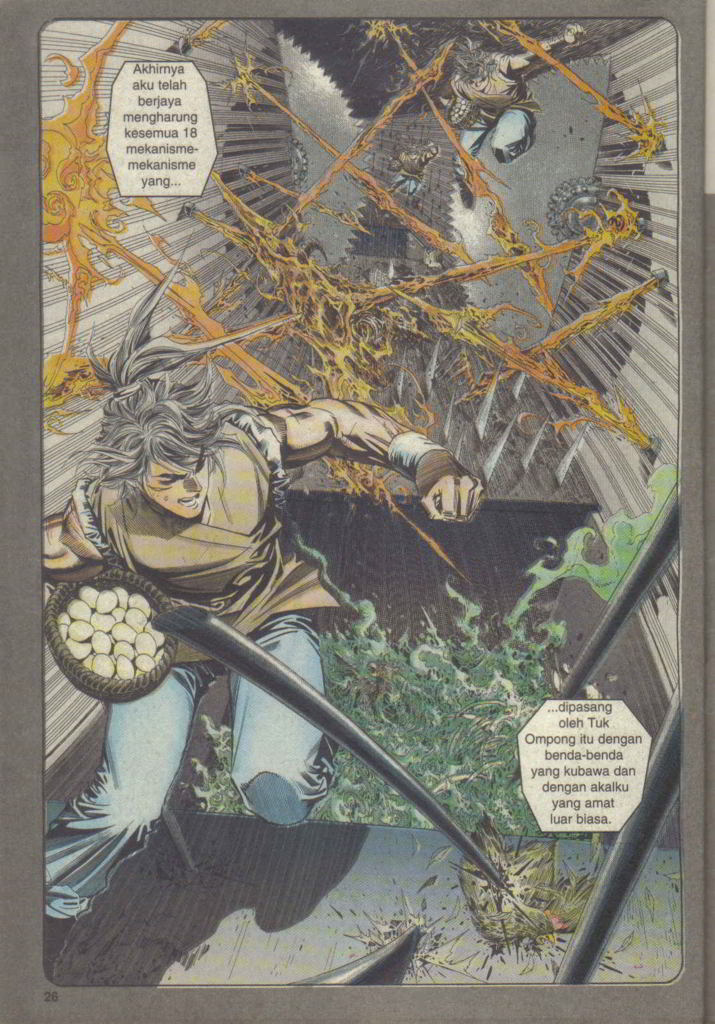 Akhirnya
aku telah
berjaya
mengharung
kesemua 18
mekanisme-
mekanisme
yang...
...dipasang
oleh Tuk
Ompong itu dengan
benda-benda
yang kubawa dan
dengan akalku
yang amat
luar biasa.
26